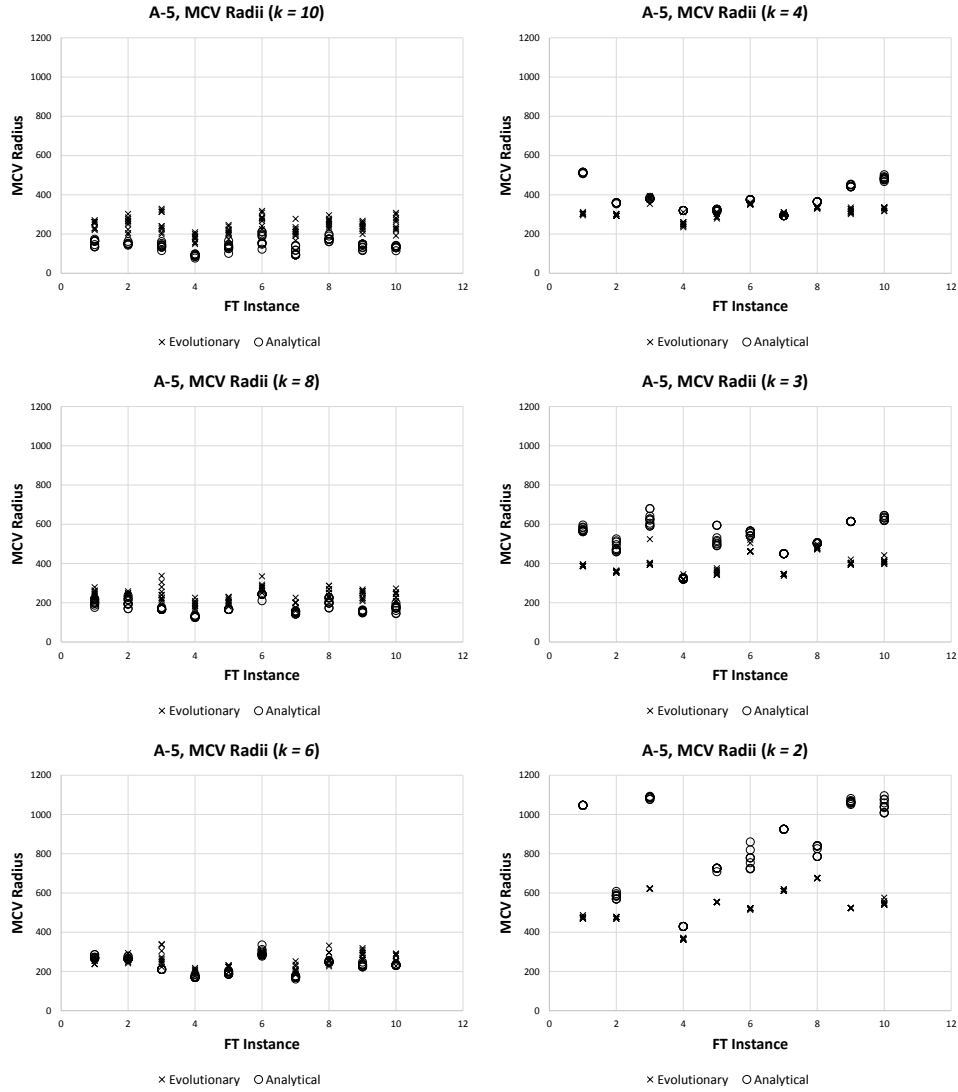 A-5, MCV Radii (k = 10)
MCV Radius
1200
1000
800
600
400
200
0
0 2 4 6 8 10 12
FT Instance
× Evolutionary ○ Analytical
A-5, MCV Radii (k = 4)
MCV Radius
1200
1000
800
600
400
200
0
0 2 4 6 8 10 12
FT Instance
× Evolutionary ○ Analytical
A-5, MCV Radii (k = 8)
MCV Radius
1200
1000
800
600
400
200
0
0 2 4 6 8 10 12
FT Instance
× Evolutionary ○ Analytical
A-5, MCV Radii (k = 3)
MCV Radius
1200
1000
800
600
400
200
0
0 2 4 6 8 10 12
FT Instance
× Evolutionary ○ Analytical
A-5, MCV Radii (k = 6)
MCV Radius
1200
1000
800
600
400
200
0
0 2 4 6 8 10 12
FT Instance
× Evolutionary ○ Analytical
A-5, MCV Radii (k = 2)
MCV Radius
1200
1000
800
600
400
200
0
0 2 4 6 8 10 12
FT Instance
× Evolutionary ○ Analytical